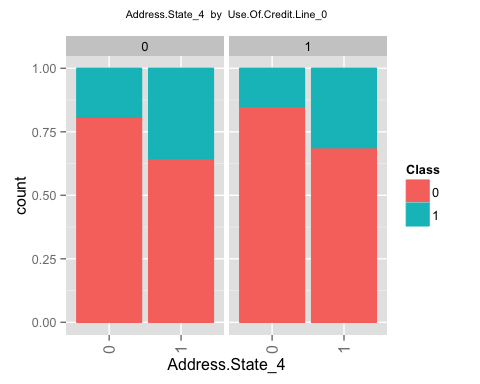 Address.State_4 by Use.Of.Credit.Line_0
0 1
1.00
0.75
0.50
0.25
0.00
count
0 1 0 1
Address.State_4
Class
0
1